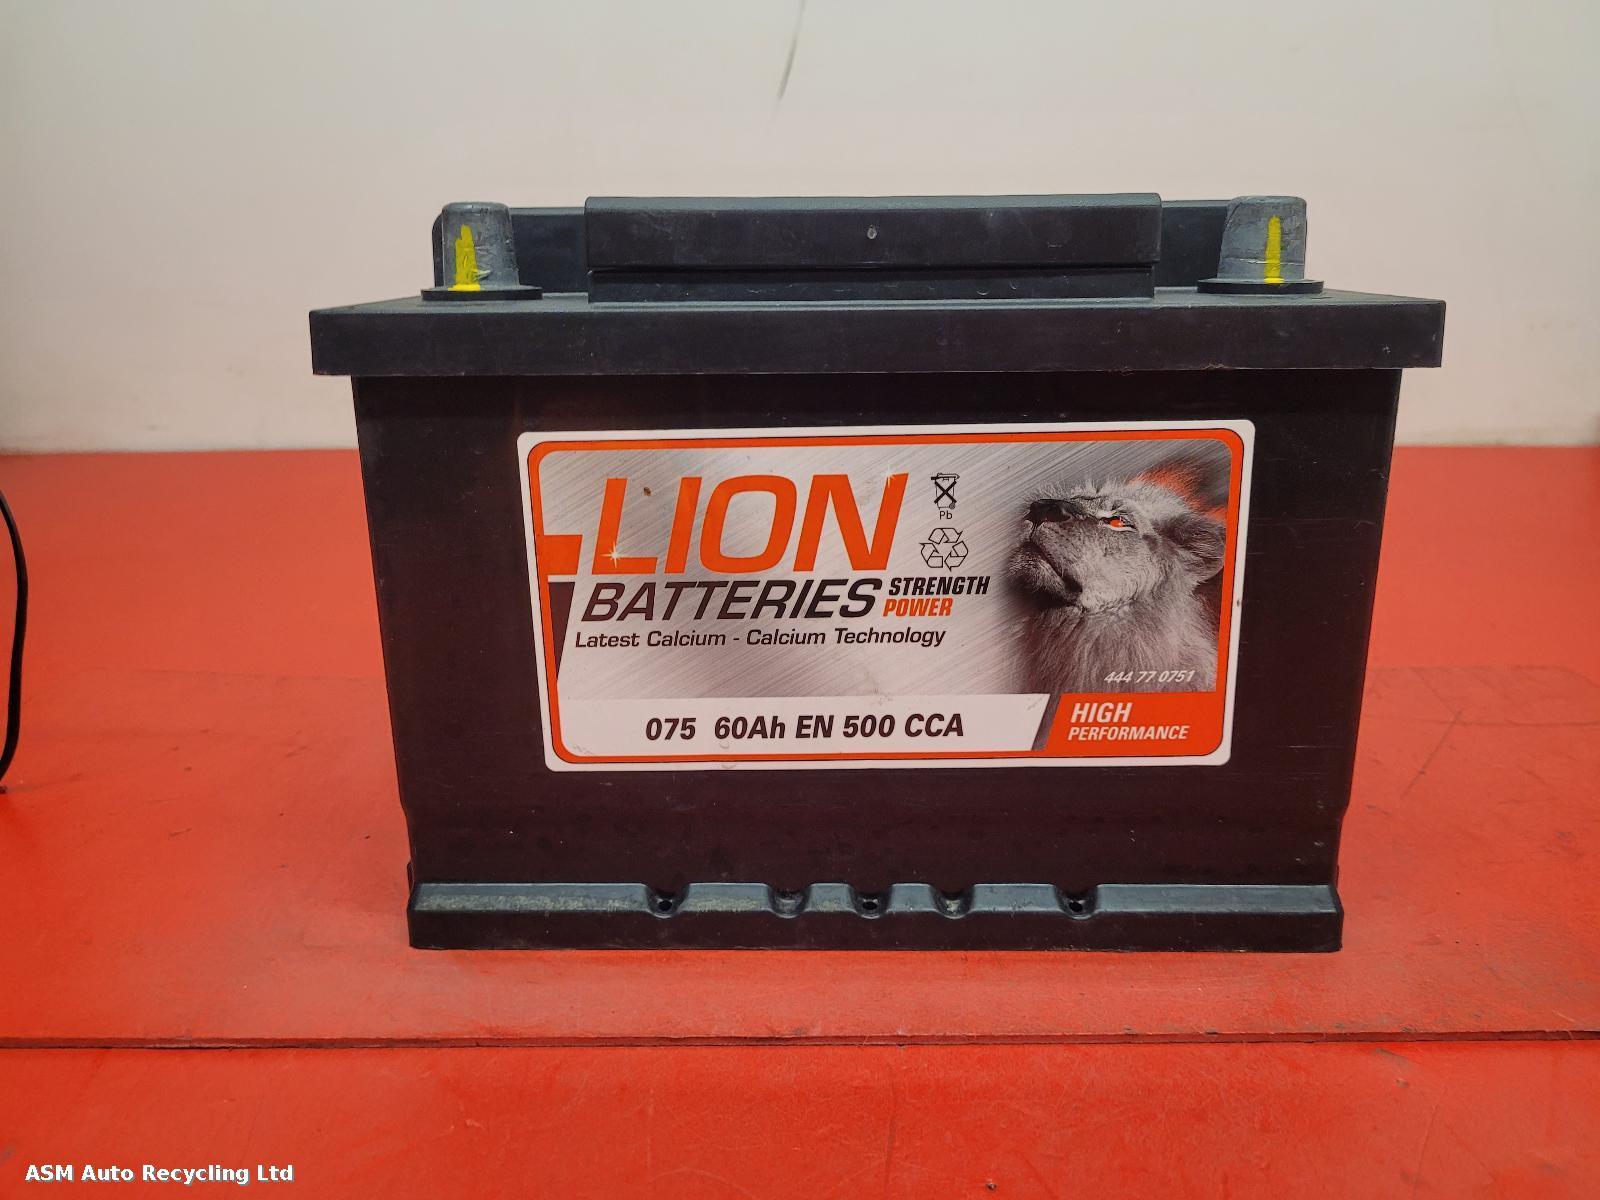 LION
Pb
BATTERIES STRENGTH
POWER
Latest Calcium - Calcium Technology
444 77 0751
075 60Ah EN 500 CCA
HIGH
PERFORMANCE
ASM Auto Recycling Ltd